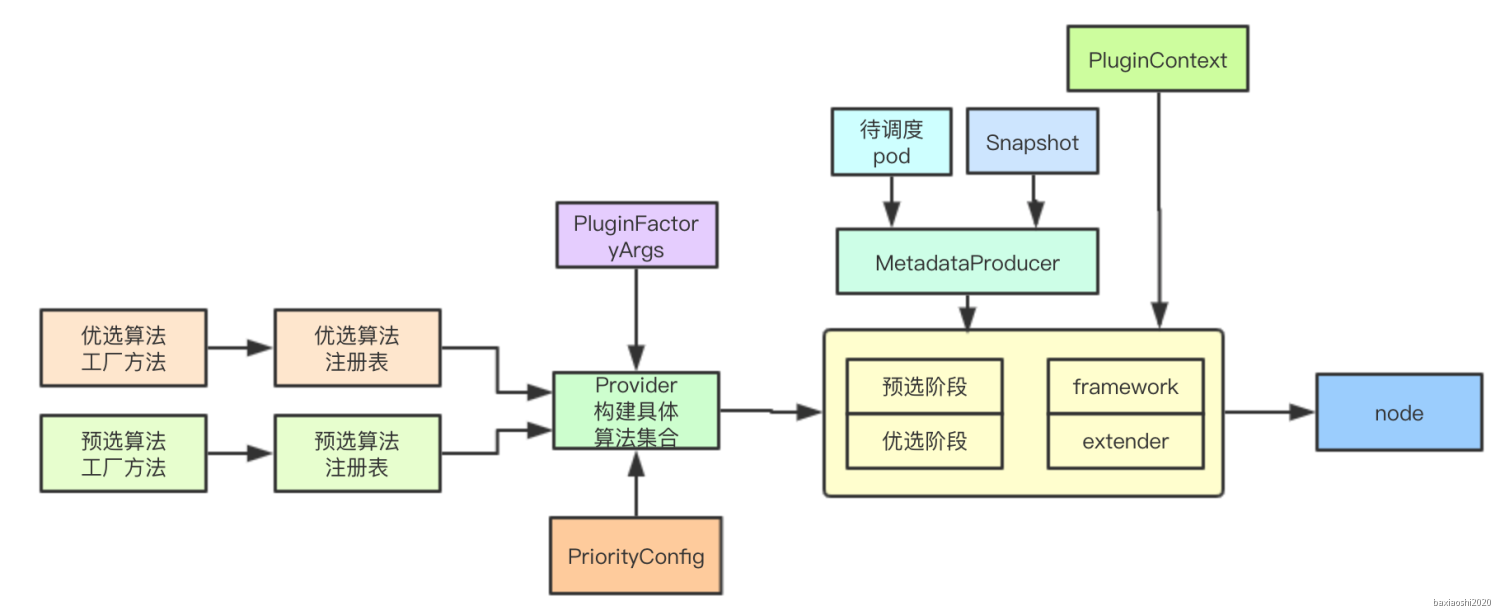 PluginContext
待调度
pod
Snapshot
PluginFactor
yArgs
MetadataProducer
优选算法
工厂方法
优选算法
注册表
Provider
构建具体
算法集合
预选阶段
优选阶段
framework
extender
node
预选算法
工厂方法
预选算法
注册表
PriorityConfig
baxiaoshi2020